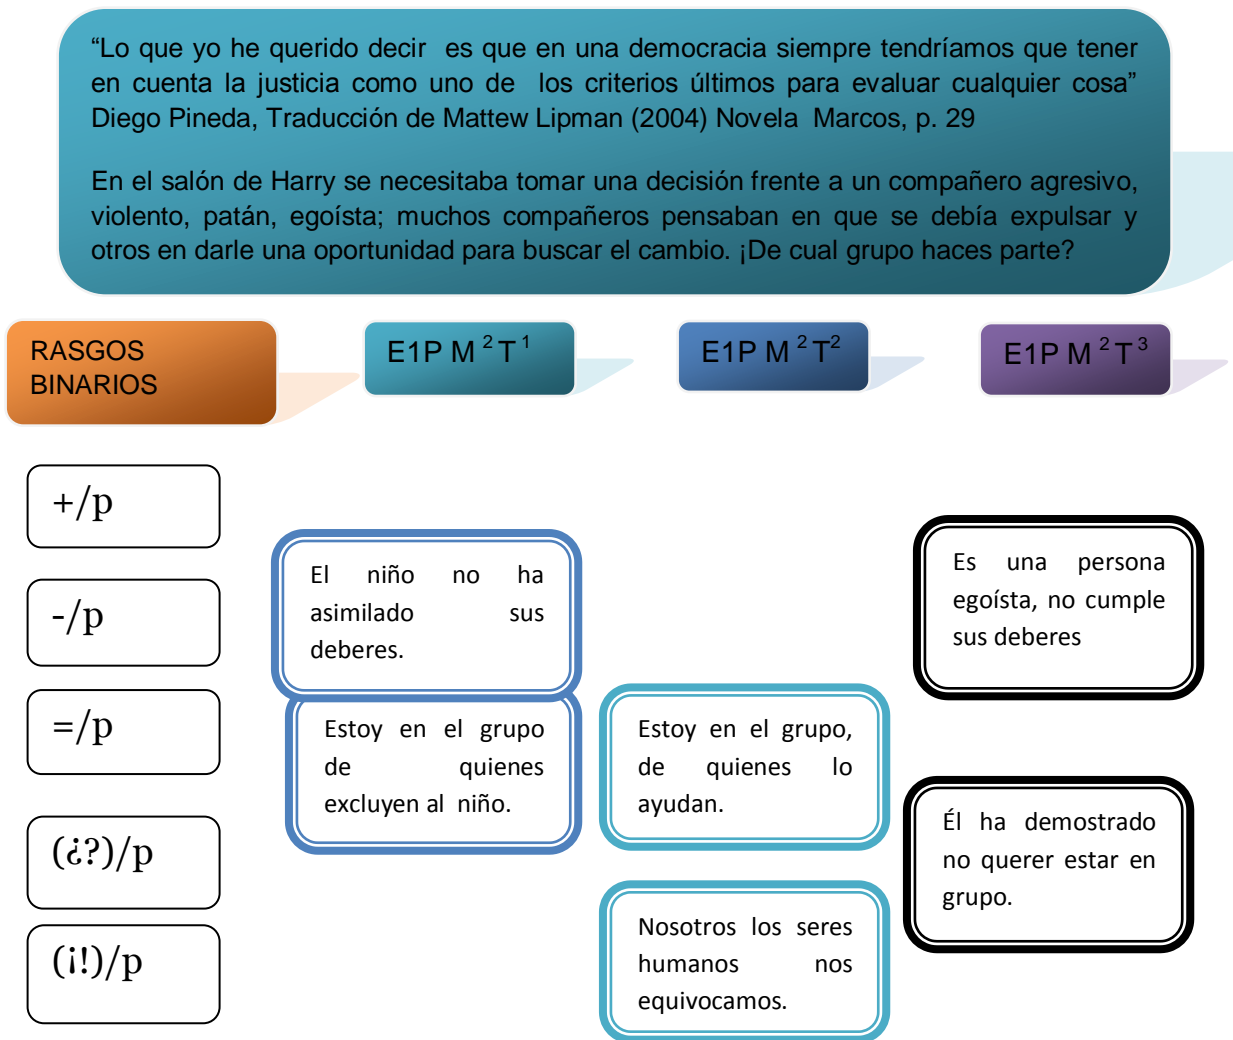 “Lo que yo he querido decir es que en una democracia siempre tendríamos que tener
en cuenta la justicia como uno de los criterios últimos para evaluar cualquier cosa”
Diego Pineda, Traducción de Mattew Lipman (2004) Novela Marcos, p. 29
En el salón de Harry se necesitaba tomar una decisión frente a un compañero agresivo,
violento, patán, egoísta; muchos compañeros pensaban en que se debía expulsar y
otros en darle una oportunidad para buscar el cambio. ¡De cual grupo haces parte?
RASGOS
BINARIOS
E1P M ² T ¹
E1P M ² T²
E1P M ² T ³
+/p
-/p
=/p
(¿?)/p
(¡!)/p
El niño no ha
asimilado sus
deberes.
Estoy en el grupo
de quienes
excluyen al niño.
Estoy en el grupo,
de quienes lo
ayudan.
Nosotros los seres
humanos nos
equivocamos.
Es una persona
egoísta, no cumple
sus deberes
Él ha demostrado
no querer estar en
grupo.